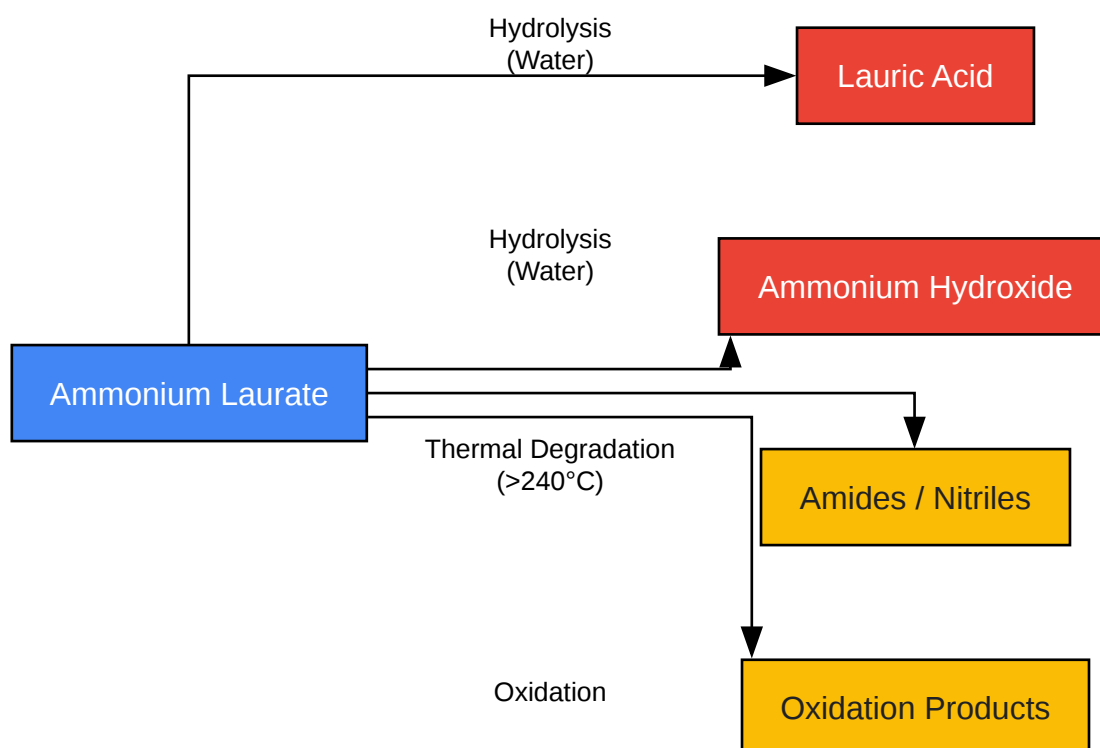 Hydrolysis
(Water)
Lauric Acid
Hydrolysis
(Water)
Ammonium Hydroxide
Ammonium Laurate
Thermal Degradation
(>240°C)
Amides / Nitriles
Oxidation
Oxidation Products